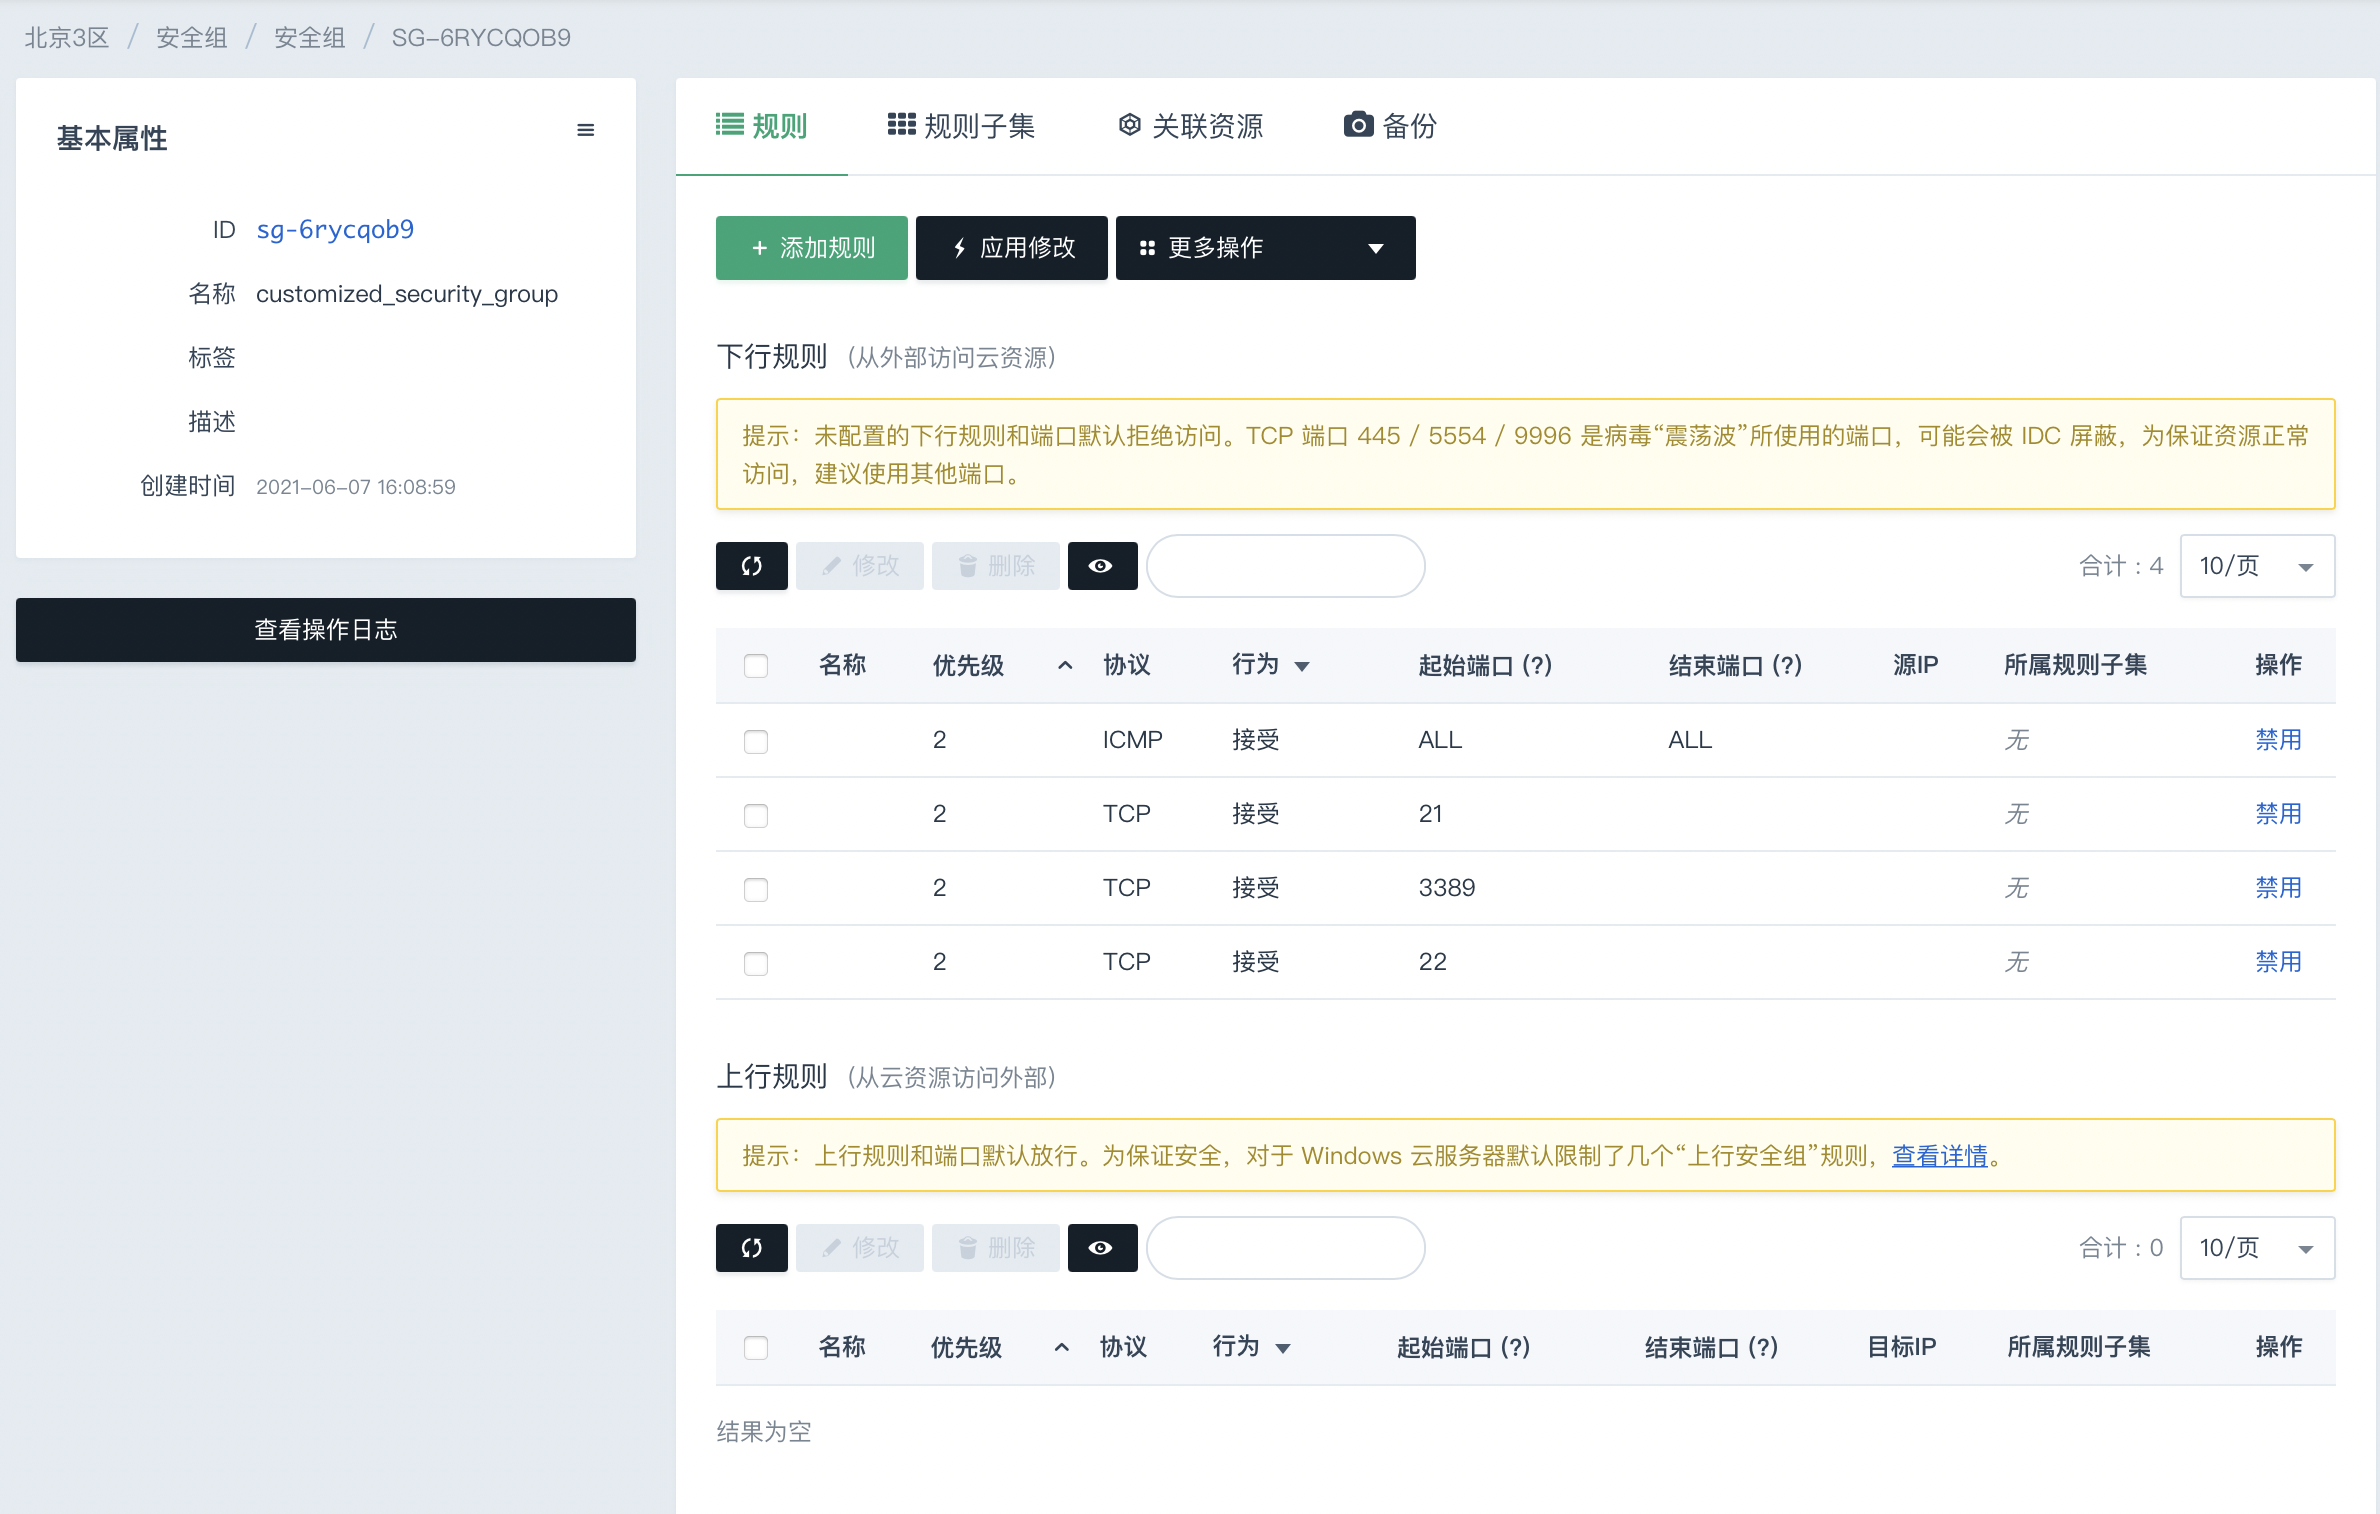 北京3区 / 安全组 / 安全组 / SG-6RYCQOB9
基本属性
ID sg-6rycqob9
名称 customized_security_group
标签
描述
创建时间 2021-06-07 16:08:59
查看操作日志
规则 规则子集 关联资源 备份
+ 添加规则 应用修改 更多操作
下行规则 (从外部访问云资源)
提示：未配置的下行规则和端口默认拒绝访问。TCP 端口 445 / 5554 / 9996 是病毒“震荡波”所使用的端口，可能会被 IDC 屏蔽，为保证资源正常
访问，建议使用其他端口。
修改 删除 合计：4 10/页
名称 优先级 协议 行为 起始端口 (?) 结束端口 (?) 源IP 所属规则子集 操作
2 ICMP 接受 ALL ALL 无 禁用
2 TCP 接受 21 无 禁用
2 TCP 接受 3389 无 禁用
2 TCP 接受 22 无 禁用
上行规则 (从云资源访问外部)
提示：上行规则和端口默认放行。为保证安全，对于 Windows 云服务器默认限制了几个“上行安全组”规则，查看详情。
修改 删除 合计：0 10/页
名称 优先级 协议 行为 起始端口 (?) 结束端口 (?) 目标IP 所属规则子集 操作
结果为空